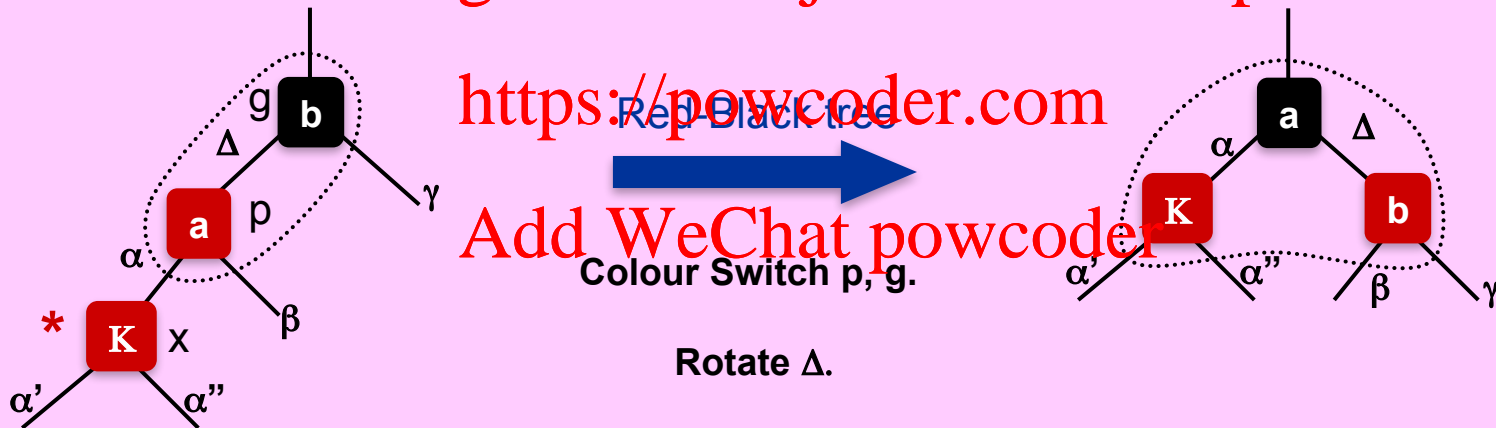 g b
Δ
a p
α
γ
* K x
β
α’ α”
https://powcoder.com
Red-Black tree
Add WeChat powcoder
Colour Switch p, g.
Rotate Δ.
a
α Δ
K b
α’ α” β γ